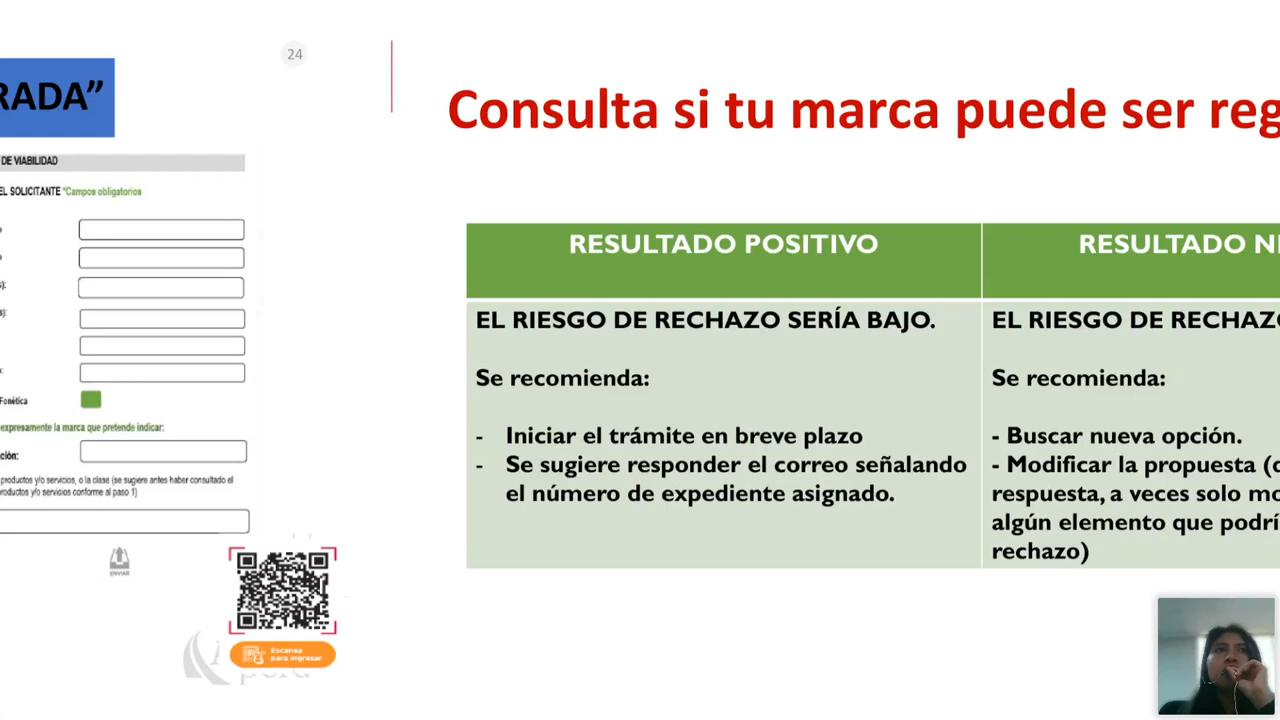 24
RADA”
DE VIABILIDAD
EL SOLICITANTE *Campos obligatorios
Fonética
expresamente la marca que pretende indicar:
ción:
productos y/o servicios, o la clase (se sugiere antes haber consultado el
roductos y/o servicios conforme al paso 1)
ENVIAR
Escanea
para ingresar
perú
Consulta si tu marca puede ser reg
RESULTADO POSITIVO
EL RIESGO DE RECHAZO SERÍA BAJO.
Se recomienda:
- Iniciar el trámite en breve plazo
- Se sugiere responder el correo señalando
el número de expediente asignado.
RESULTADO NE
EL RIESGO DE RECHAZO
Se recomienda:
- Buscar nueva opción.
- Modificar la propuesta (d
respuesta, a veces solo mo
algún elemento que podrí
rechazo)